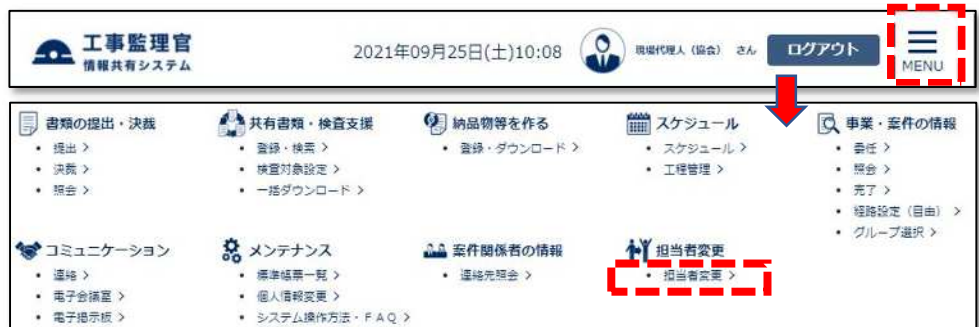 工事監理官
情報共有システム
2021年09月25日(土)10:08
現場代理人（協会） さん
ログアウト
MENU
書類の提出・決裁
・ 提出 >
・ 決裁 >
・ 照会 >
共有書類・検査支援
・ 登録・検索 >
・ 検査対象設定 >
・ 一括ダウンロード >
納品物等を作る
・ 登録・ダウンロード >
スケジュール
・ スケジュール >
・ 工程管理 >
事業・案件の情報
・ 委任 >
・ 照会 >
・ 完了 >
・ 経路設定（自由） >
・ グループ選択 >
コミュニケーション
・ 連絡 >
・ 電子会議室 >
・ 電子掲示板 >
メンテナンス
・ 標準帳票一覧 >
・ 個人情報変更 >
・ システム操作方法・ＦＡＱ >
案件関係者の情報
・ 連絡先照会 >
担当者変更
・ 担当者変更 >